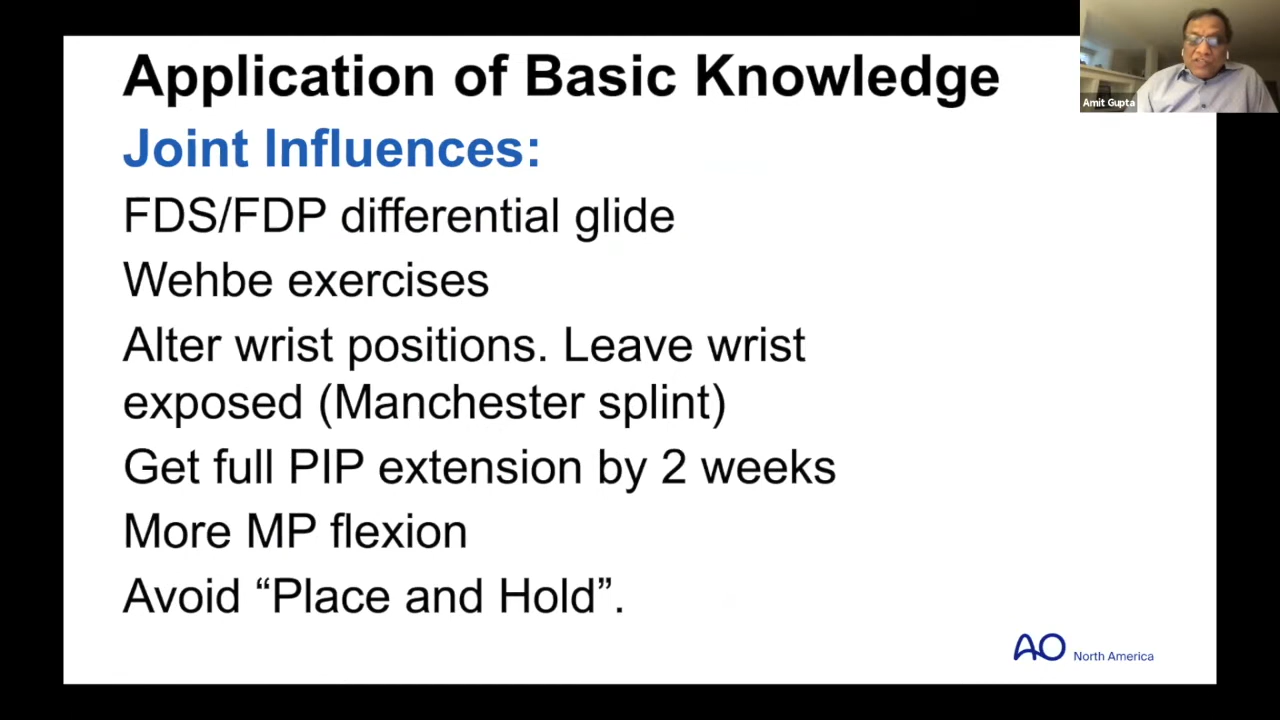 Application of Basic Knowledge
Amit Gupta
Joint Influences:
FDS/FDP differential glide
Wehbe exercises
Alter wrist positions. Leave wrist
exposed (Manchester splint)
Get full PIP extension by 2 weeks
More MP flexion
Avoid “Place and Hold”.
AO North America